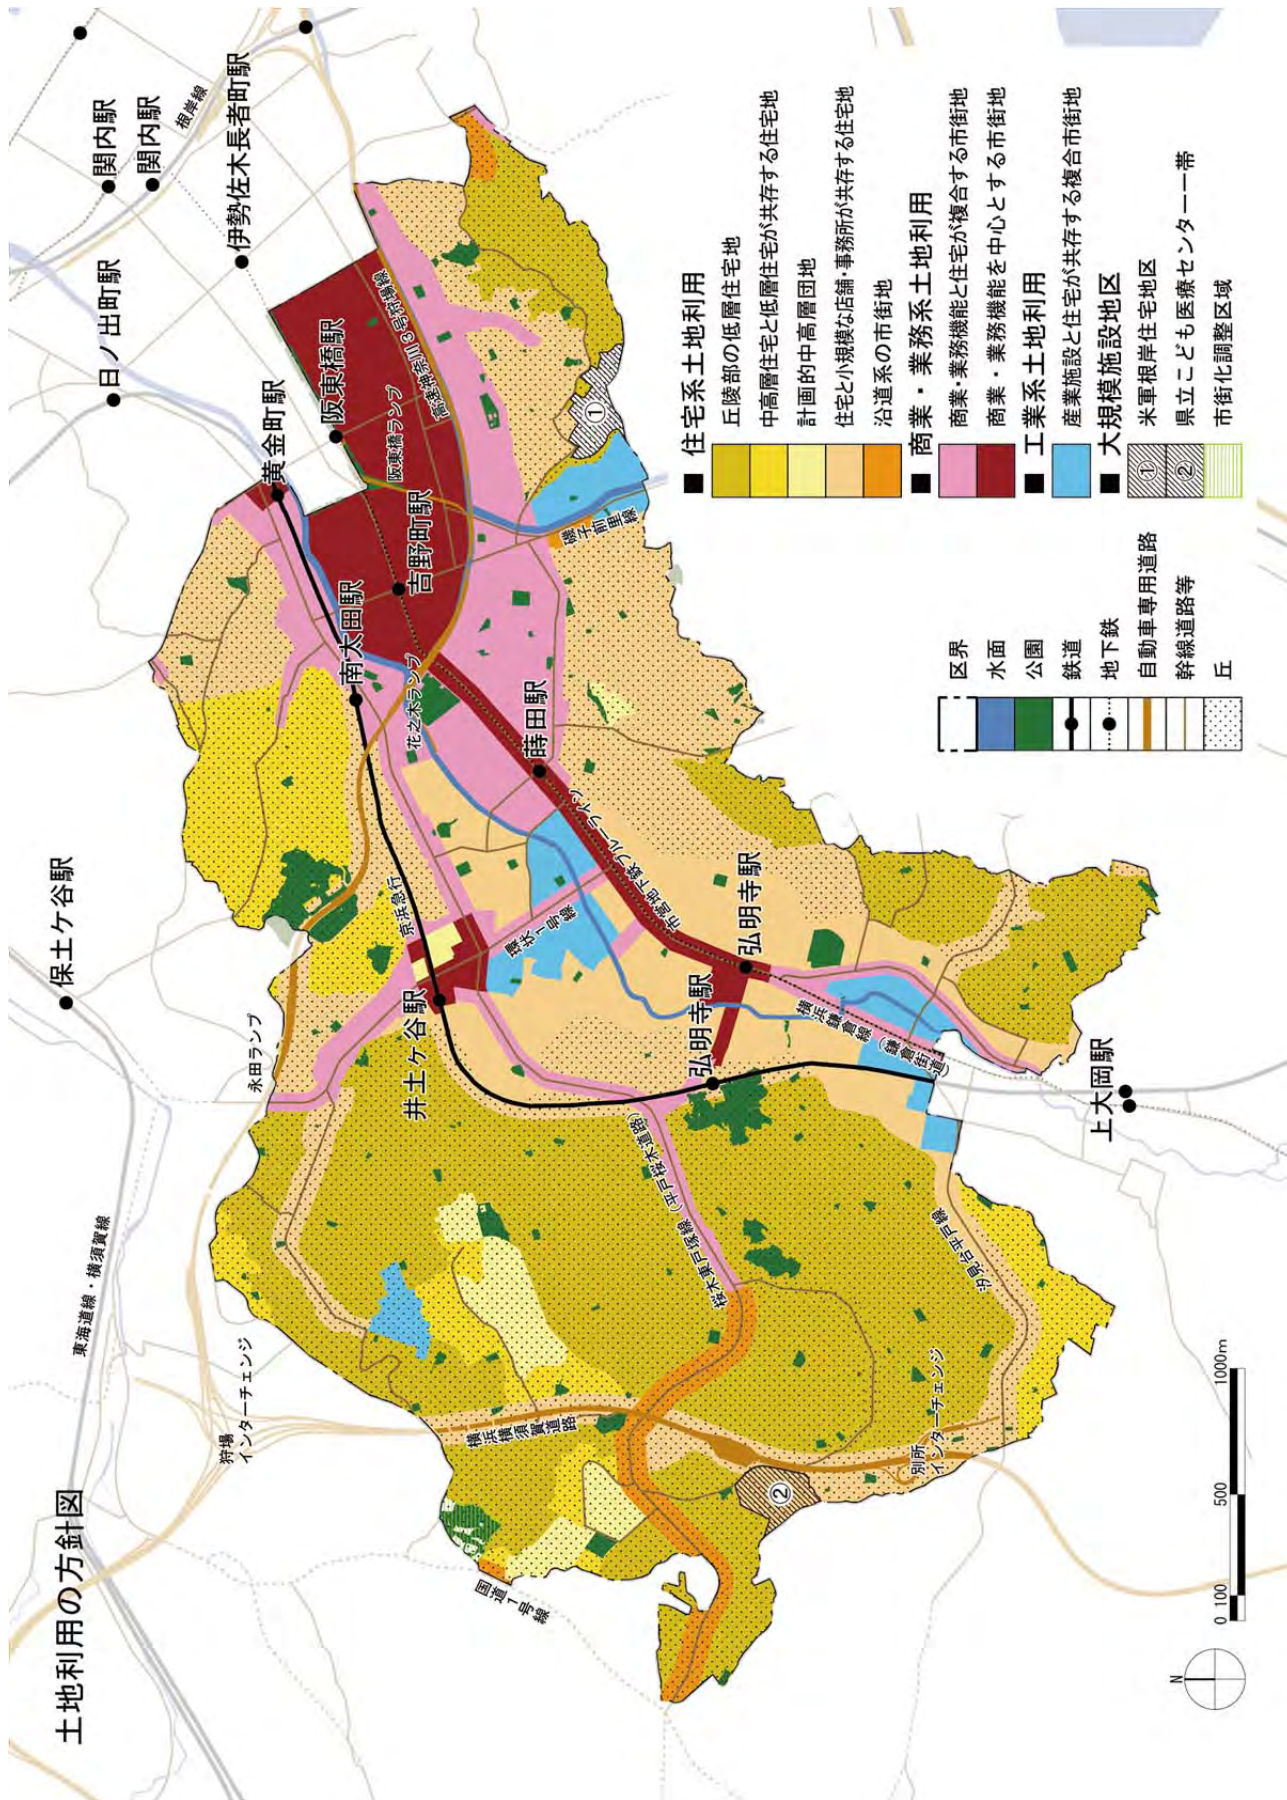 土地利用の方針図
東海道線・横須賀線
保土ケ谷駅
日ノ出町駅
関内駅
関内駅
根岸線
伊勢佐木長者町駅
黄金町駅
阪東橋駅
阪東橋ランプ
高速神奈川3号狩場線
吉野町駅
南太田駅
花之木ランプ
蒔田駅
磯子前里線
市営地下鉄ブルーライン
京浜急行
環状1号線
井土ケ谷駅
永田ランプ
弘明寺駅
弘明寺駅
横浜鎌倉線
(鎌倉街道)
上大岡駅
桜木東戸塚線(平戸桜木道路)
汐見台平戸線
狩場
インターチェンジ
横浜横須賀道路
別所
インターチェンジ
国道1号線
①
②
■ 住宅系土地利用
丘陵部の低層住宅地
中高層住宅と低層住宅が共存する住宅地
計画的中高層団地
住宅と小規模な店舗・事務所が共存する住宅地
沿道系の市街地
■ 商業・業務系土地利用
商業・業務機能と住宅が複合する市街地
商業・業務機能を中心とする市街地
■ 工業系土地利用
産業施設と住宅が共存する複合市街地
■ 大規模施設地区
① 米軍根岸住宅地区
② 県立こども医療センター一帯
市街化調整区域
区界
水面
公園
鉄道
地下鉄
自動車専用道路
幹線道路等
丘
N
0 100 500 1000m